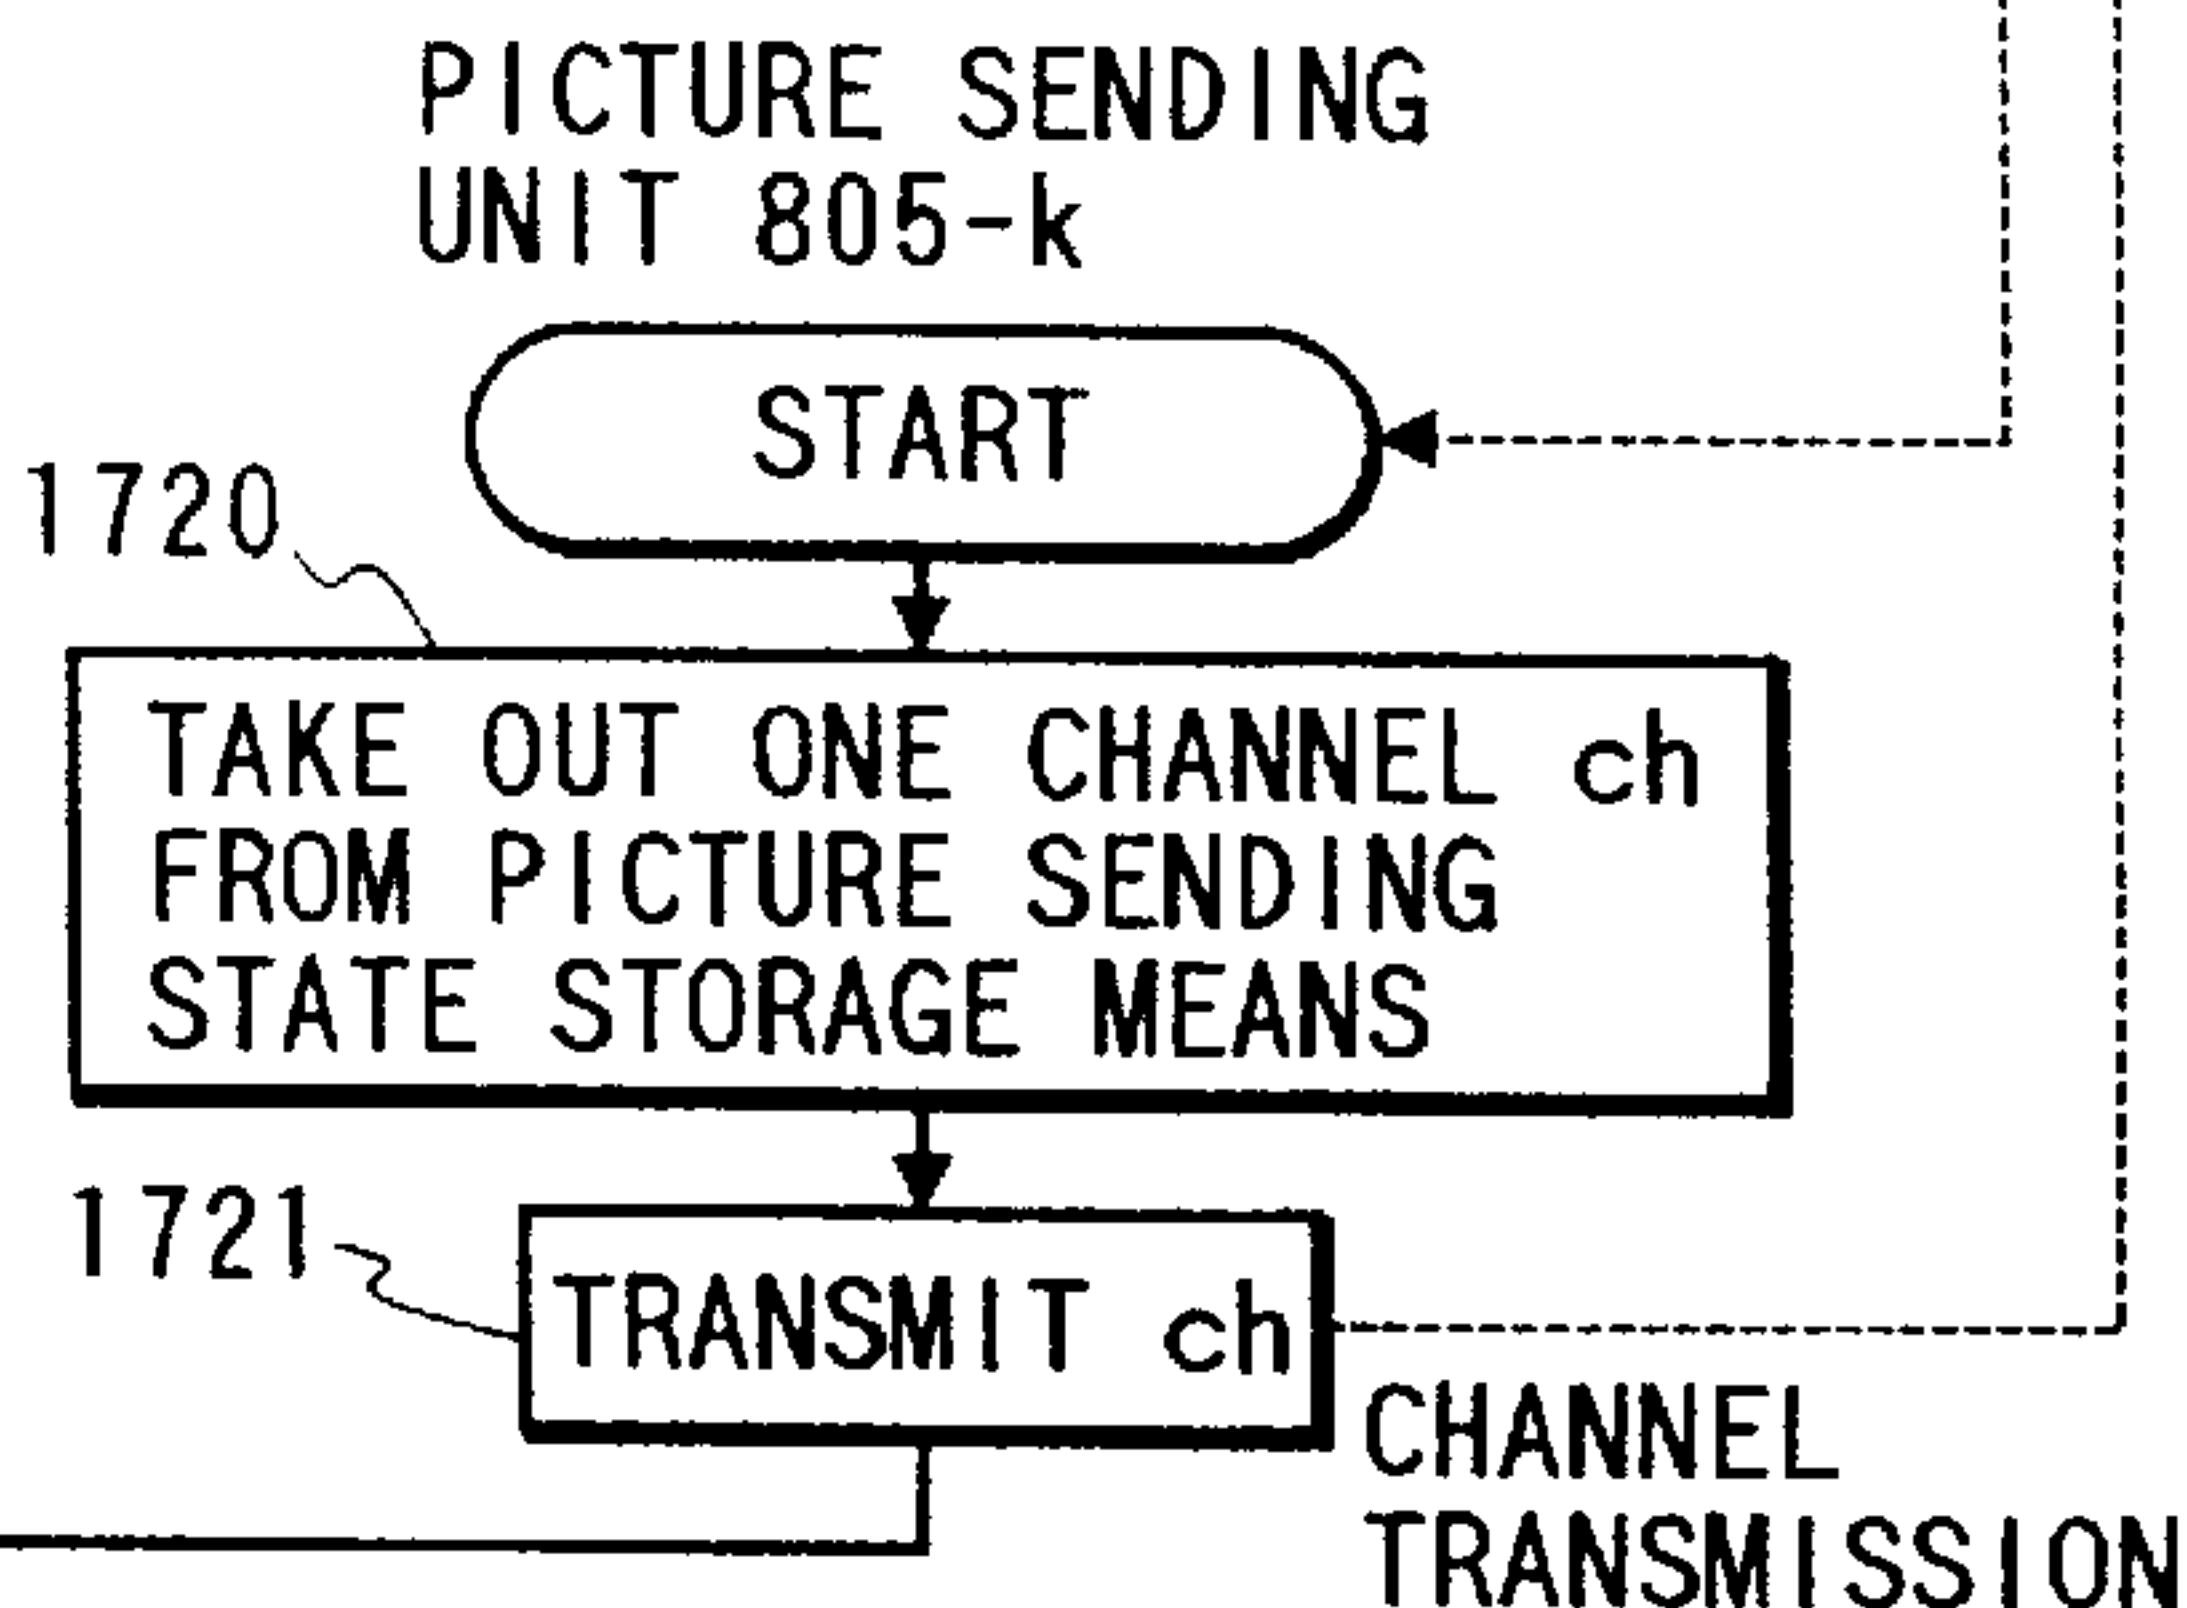 PICTURE SENDING
UNIT 805-k
START
1720
TAKE OUT ONE CHANNEL ch
FROM PICTURE SENDING
STATE STORAGE MEANS
1721
TRANSMIT ch
CHANNEL
TRANSMISSION